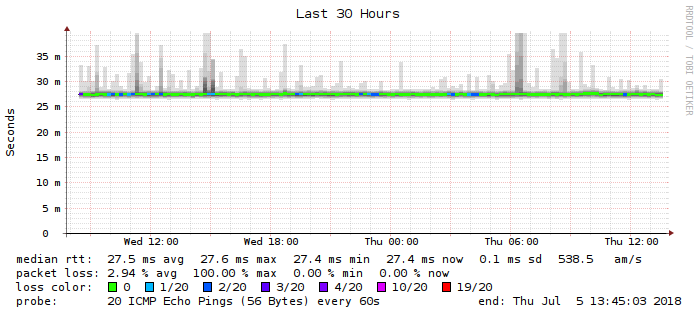 Last 30 Hours
RRDTOOL / TOBI OETIKER
Seconds
35 m
30 m
25 m
20 m
15 m
10 m
5 m
0
Wed 12:00 Wed 18:00 Thu 00:00 Thu 06:00 Thu 12:00
median rtt: 27.5 ms avg 27.6 ms max 27.4 ms min 27.4 ms now 0.1 ms sd 538.5 am/s
packet loss: 2.94 % avg 100.00 % max 0.00 % min 0.00 % now
loss color: 0 1/20 2/20 3/20 4/20 10/20 19/20
probe: 20 ICMP Echo Pings (56 Bytes) every 60s end: Thu Jul 5 13:45:03 2018